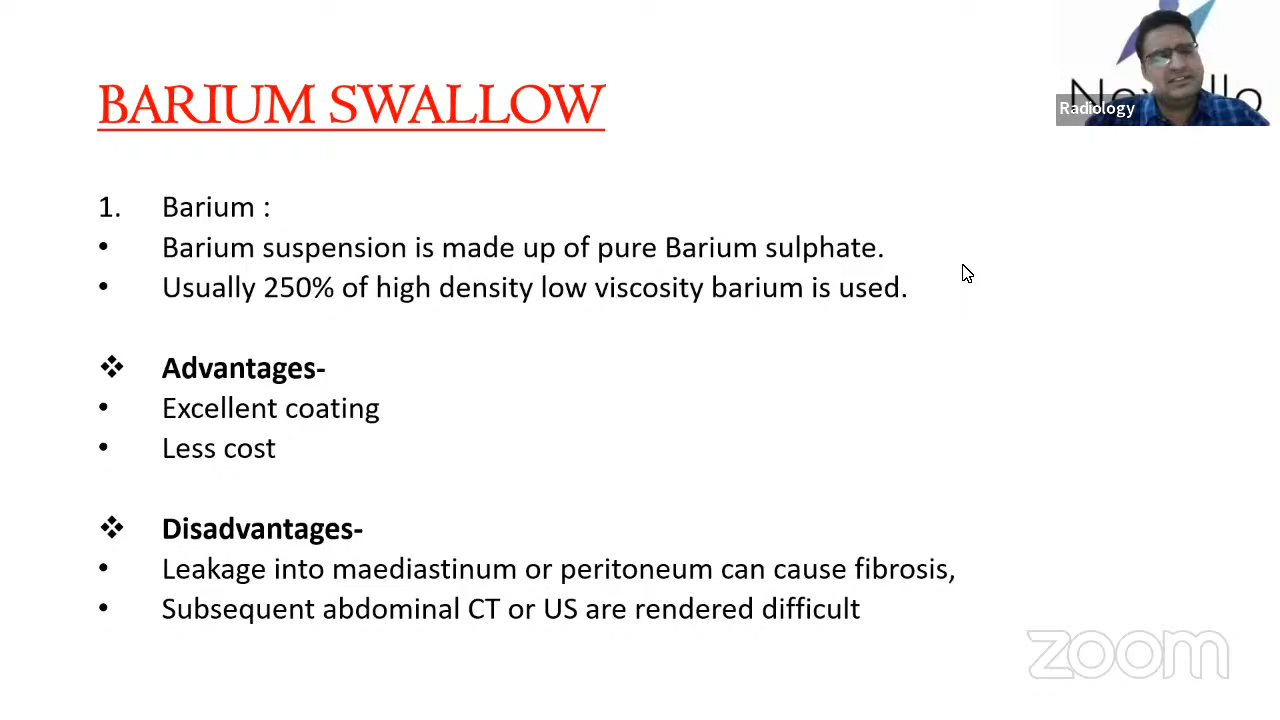 BARIUM SWALLOW
Radiology
1. Barium :
• Barium suspension is made up of pure Barium sulphate.
• Usually 250% of high density low viscosity barium is used.
❖ Advantages-
• Excellent coating
• Less cost
❖ Disadvantages-
• Leakage into maediastinum or peritoneum can cause fibrosis,
• Subsequent abdominal CT or US are rendered difficult
zoom